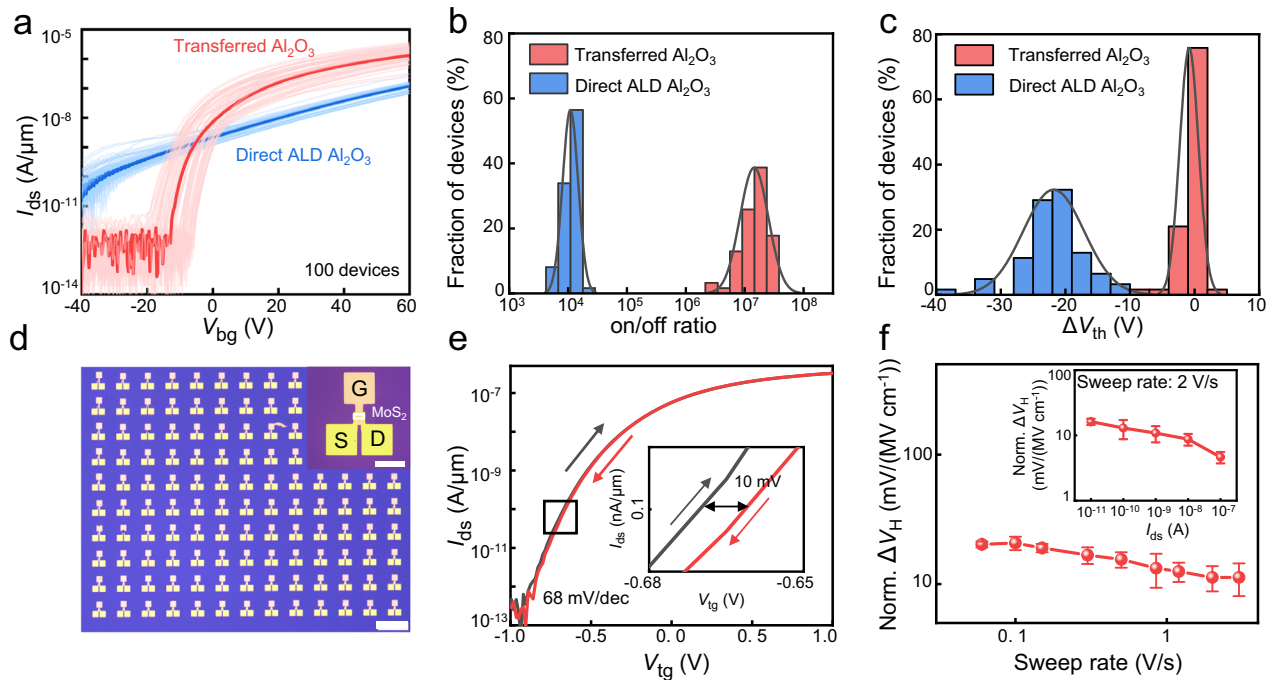 a
10⁻⁵
10⁻⁸
10⁻¹¹
10⁻¹⁴
I_ds (A/μm)
Transferred Al₂O₃
Direct ALD Al₂O₃
100 devices
-40 -20 0 20 40 60
V_bg (V)
b
80
60
40
20
0
Fraction of devices (%)
Transferred Al₂O₃
Direct ALD Al₂O₃
10³ 10⁴ 10⁵ 10⁶ 10⁷ 10⁸
on/off ratio
c
80
60
40
20
0
Fraction of devices (%)
Transferred Al₂O₃
Direct ALD Al₂O₃
-40 -30 -20 -10 0 10
ΔV_th (V)
d
G
MoS₂
S D
e
10⁻⁷
10⁻⁹
10⁻¹¹
10⁻¹³
I_ds (A/μm)
68 mV/dec
10 mV
I_ds (nA/μm)
0.1
-0.68 -0.65
V_tg (V)
-1.0 -0.5 0.0 0.5 1.0
V_tg (V)
f
Norm. ΔV_H (mV/(MV cm⁻¹))
100
10
Sweep rate: 2 V/s
Norm. ΔV_H
(mV/(MV cm⁻¹))
10
1
10⁻¹¹ 10⁻¹⁰ 10⁻⁹ 10⁻⁸ 10⁻⁷
I_ds (A)
0.1 1
Sweep rate (V/s)